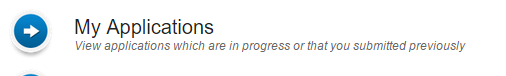 My Applications
View applications which are in progress or that you submitted previously